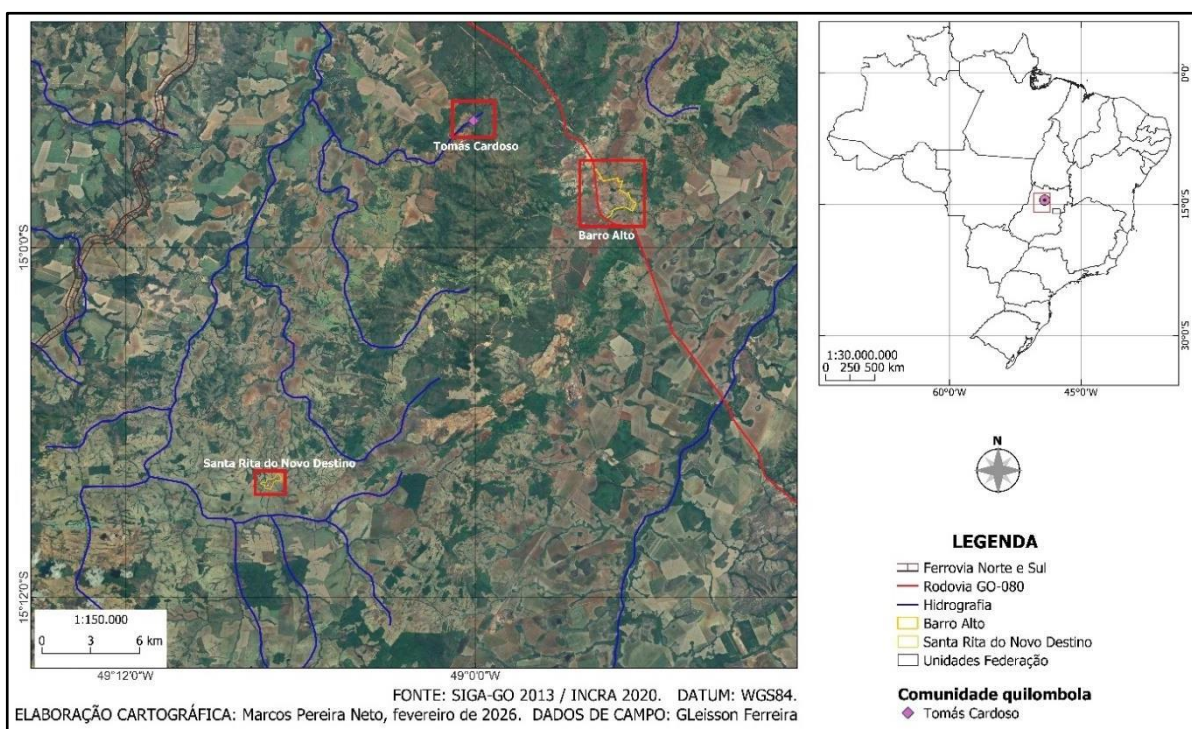 Tomás Cardoso
Barro Alto
Santa Rita do Novo Destino
15°0'0"S
15°12'0"S
1:150.000
0 3 6 km
49°12'0"W
49°0'0"W
FONTE: SIGA-GO 2013 / INCRA 2020. DATUM: WGS84.
ELABORAÇÃO CARTOGRÁFICA: Marcos Pereira Neto, fevereiro de 2026. DADOS DE CAMPO: GLeisson Ferreira
0°0'
15°0'S
30°0'S
1:30.000.000
0 250 500 km
60°0'W
45°0'W
N
LEGENDA
Ferrovia Norte e Sul
Rodovia GO-080
Hidrografia
Barro Alto
Santa Rita do Novo Destino
Unidades Federação
Comunidade quilombola
Tomás Cardoso